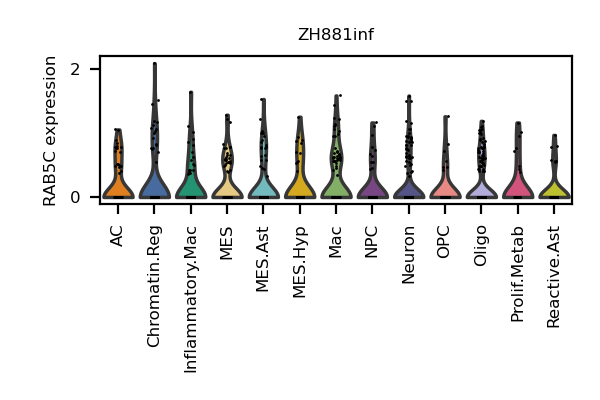 ZH881inf
RAB5C expression
2
0
AC
Chromatin.Reg
Inflammatory.Mac
MES
MES.Ast
MES.Hyp
Mac
NPC
Neuron
OPC
Oligo
Prolif.Metab
Reactive.Ast